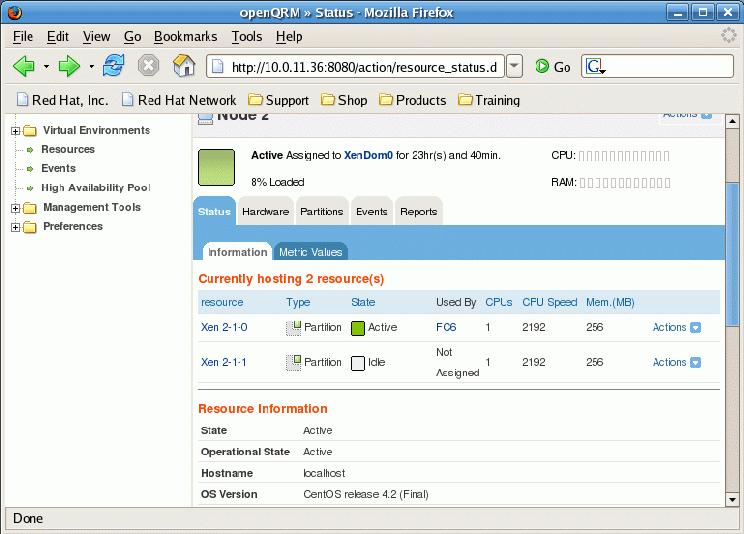 openQRM » Status - Mozilla Firefox
File Edit View Go Bookmarks Tools Help
http://10.0.11.36:8080/action/resource_status.d Go
Red Hat, Inc. Red Hat Network Support Shop Products Training
Virtual Environments
Resources
Events
High Availability Pool
Management Tools
Preferences
Node 2 Actions
Active Assigned to XenDom0 for 23hr(s) and 40min. CPU:
8% Loaded RAM:
Status Hardware Partitions Events Reports
Information Metric Values
Currently hosting 2 resource(s)
resource Type State Used By CPUs CPU Speed Mem.(MB)
Xen 2-1-0 Partition Active FC6 1 2192 256 Actions
Xen 2-1-1 Partition Idle Not Assigned 1 2192 256 Actions
Resource Information
State Active
Operational State Active
Hostname localhost
OS Version CentOS release 4.2 (Final)
Done